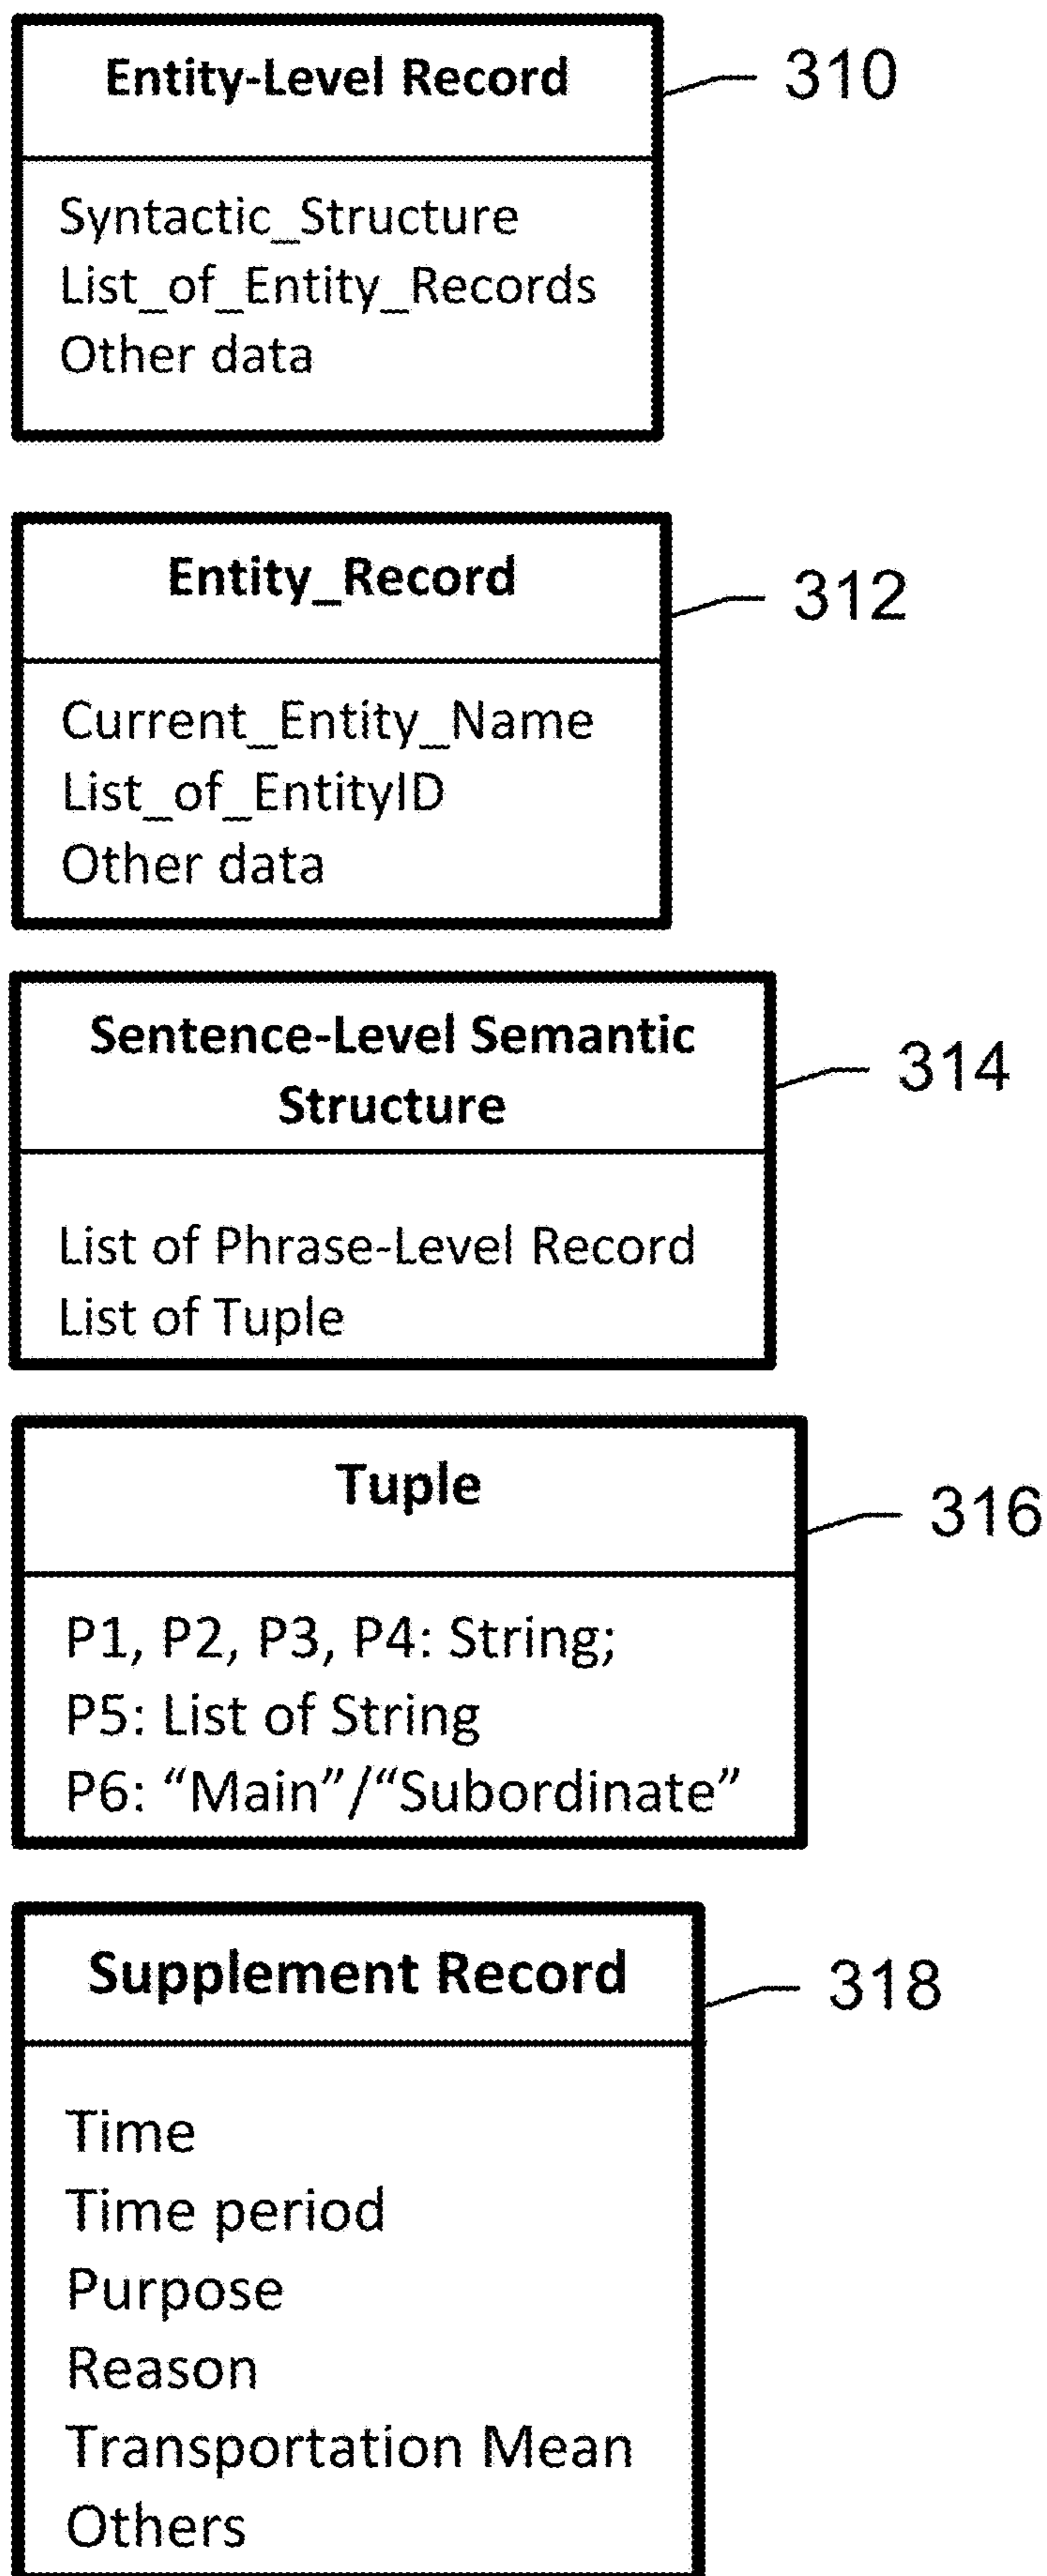 Entity-Level Record
310
Syntactic_Structure
List_of_Entity_Records
Other data
Entity_Record
312
Current_Entity_Name
List_of_EntityID
Other data
Sentence-Level Semantic
Structure
314
List of Phrase-Level Record
List of Tuple
Tuple
316
P1, P2, P3, P4: String;
P5: List of String
P6: “Main”/“Subordinate”
Supplement Record
318
Time
Time period
Purpose
Reason
Transportation Mean
Others